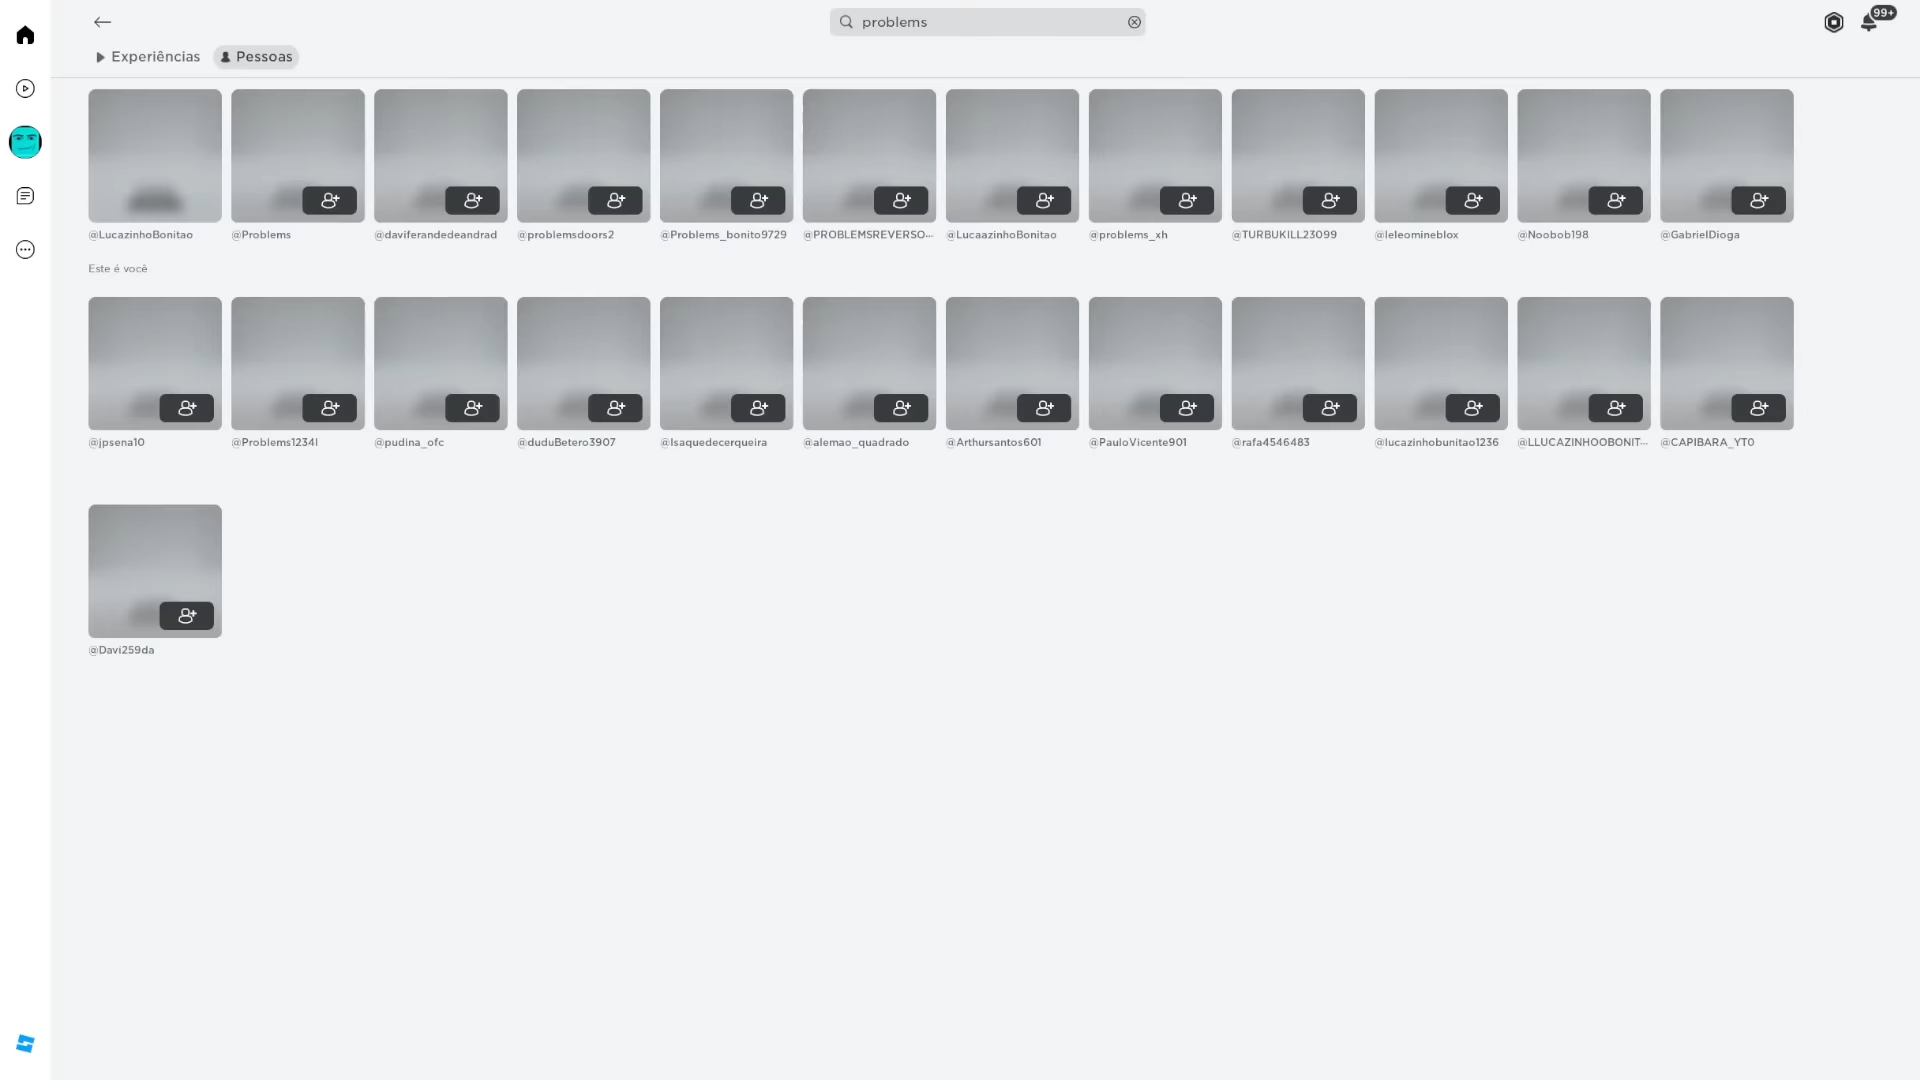 problems
99+
Experiências
Pessoas
@LucazinhoBonitao
@Problems
@daviferandedeandrad
@problemsdoors2
@Problems_bonito9729
@PROBLEMSREVERSO...
@LucaazinhoBonitao
@problems_xh
@TURBUKILL23099
@leleomineblox
@Noobob198
@GabrielDioga
Este é você
@jpsena10
@Problems1234l
@pudina_ofc
@duduBetero3907
@Isaquedecerqueira
@alemao_quadrado
@Arthursantos601
@PauloVicente901
@rafa4546483
@lucazinhobunitao1236
@LLUCAZINHOOBONIT...
@CAPIBARA_YT0
@Davi259da